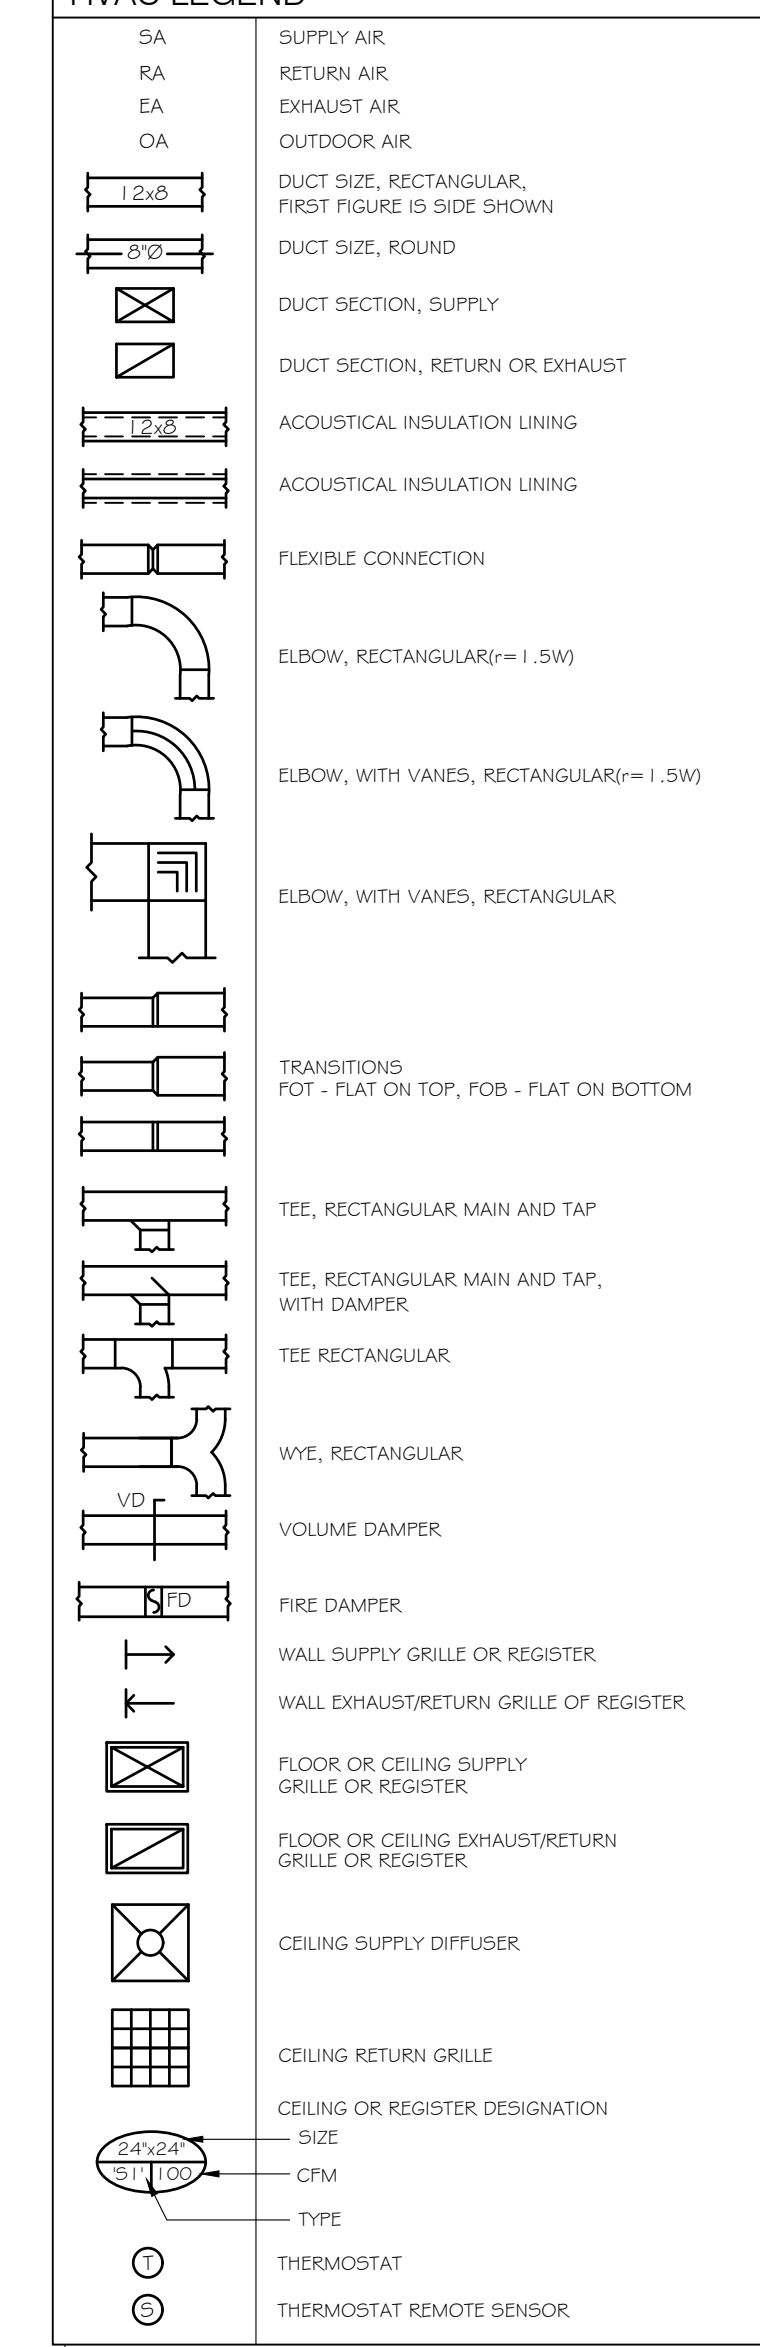 HVAC LEGEND
SA SUPPLY AIR
RA RETURN AIR
EA EXHAUST AIR
OA OUTDOOR AIR
12x8 DUCT SIZE, RECTANGULAR,
FIRST FIGURE IS SIDE SHOWN
8"Ø DUCT SIZE, ROUND
DUCT SECTION, SUPPLY
DUCT SECTION, RETURN OR EXHAUST
12x8 ACOUSTICAL INSULATION LINING
ACOUSTICAL INSULATION LINING
FLEXIBLE CONNECTION
ELBOW, RECTANGULAR(r=1.5W)
ELBOW, WITH VANES, RECTANGULAR(r=1.5W)
ELBOW, WITH VANES, RECTANGULAR
TRANSITIONS
FOT - FLAT ON TOP, FOB - FLAT ON BOTTOM
TEE, RECTANGULAR MAIN AND TAP
TEE, RECTANGULAR MAIN AND TAP,
WITH DAMPER
TEE RECTANGULAR
WYE, RECTANGULAR
VD
VOLUME DAMPER
FD FIRE DAMPER
WALL SUPPLY GRILLE OR REGISTER
WALL EXHAUST/RETURN GRILLE OF REGISTER
FLOOR OR CEILING SUPPLY
GRILLE OR REGISTER
FLOOR OR CEILING EXHAUST/RETURN
GRILLE OR REGISTER
CEILING SUPPLY DIFFUSER
CEILING RETURN GRILLE
CEILING OR REGISTER DESIGNATION
SIZE
24"x24"
'S1' 100 CFM
TYPE
T THERMOSTAT
S THERMOSTAT REMOTE SENSOR